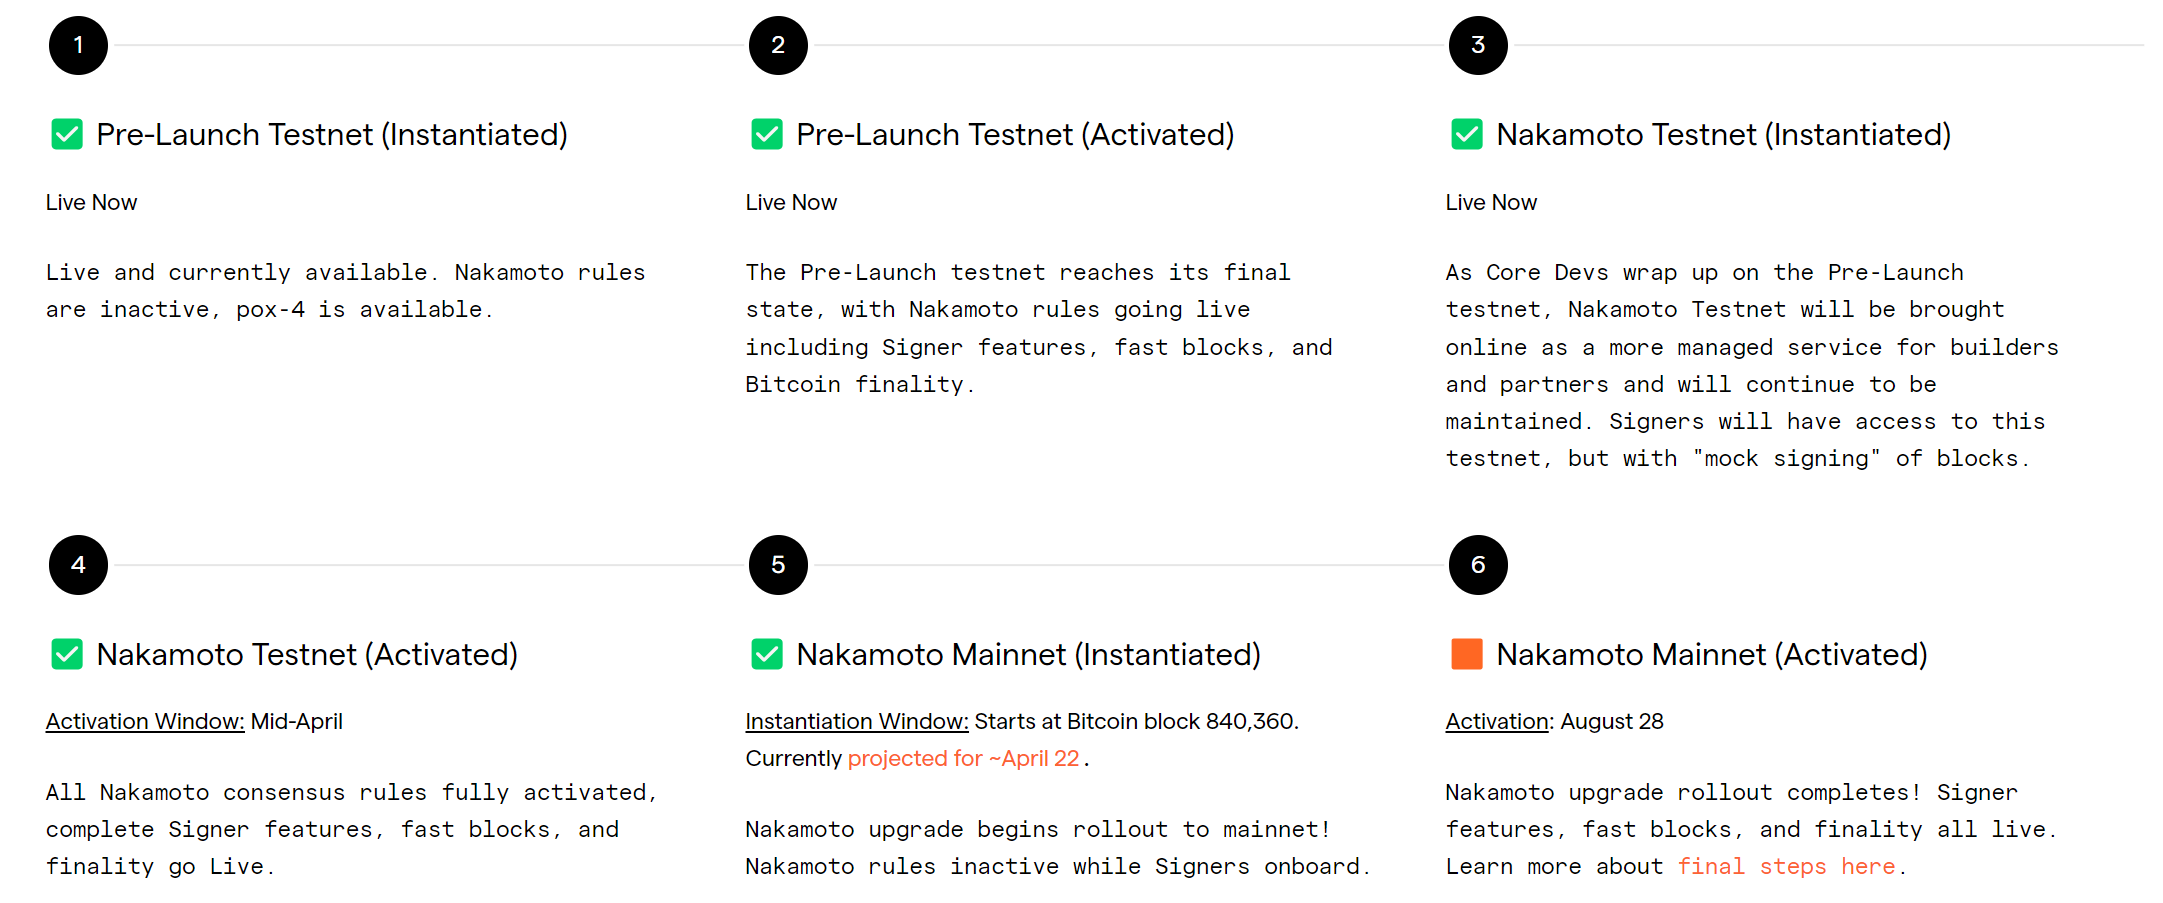 1
2
3
Pre-Launch Testnet (Instantiated)
Live Now
Live and currently available. Nakamoto rules
are inactive, pox-4 is available.
Pre-Launch Testnet (Activated)
Live Now
The Pre-Launch testnet reaches its final
state, with Nakamoto rules going live
including Signer features, fast blocks, and
Bitcoin finality.
Nakamoto Testnet (Instantiated)
Live Now
As Core Devs wrap up on the Pre-Launch
testnet, Nakamoto Testnet will be brought
online as a more managed service for builders
and partners and will continue to be
maintained. Signers will have access to this
testnet, but with "mock signing" of blocks.
4
5
6
Nakamoto Testnet (Activated)
Activation Window: Mid-April
All Nakamoto consensus rules fully activated,
complete Signer features, fast blocks, and
finality go Live.
Nakamoto Mainnet (Instantiated)
Instantiation Window: Starts at Bitcoin block 840,360.
Currently projected for ~April 22 .
Nakamoto upgrade begins rollout to mainnet!
Nakamoto rules inactive while Signers onboard.
Nakamoto Mainnet (Activated)
Activation: August 28
Nakamoto upgrade rollout completes! Signer
features, fast blocks, and finality all live.
Learn more about final steps here.